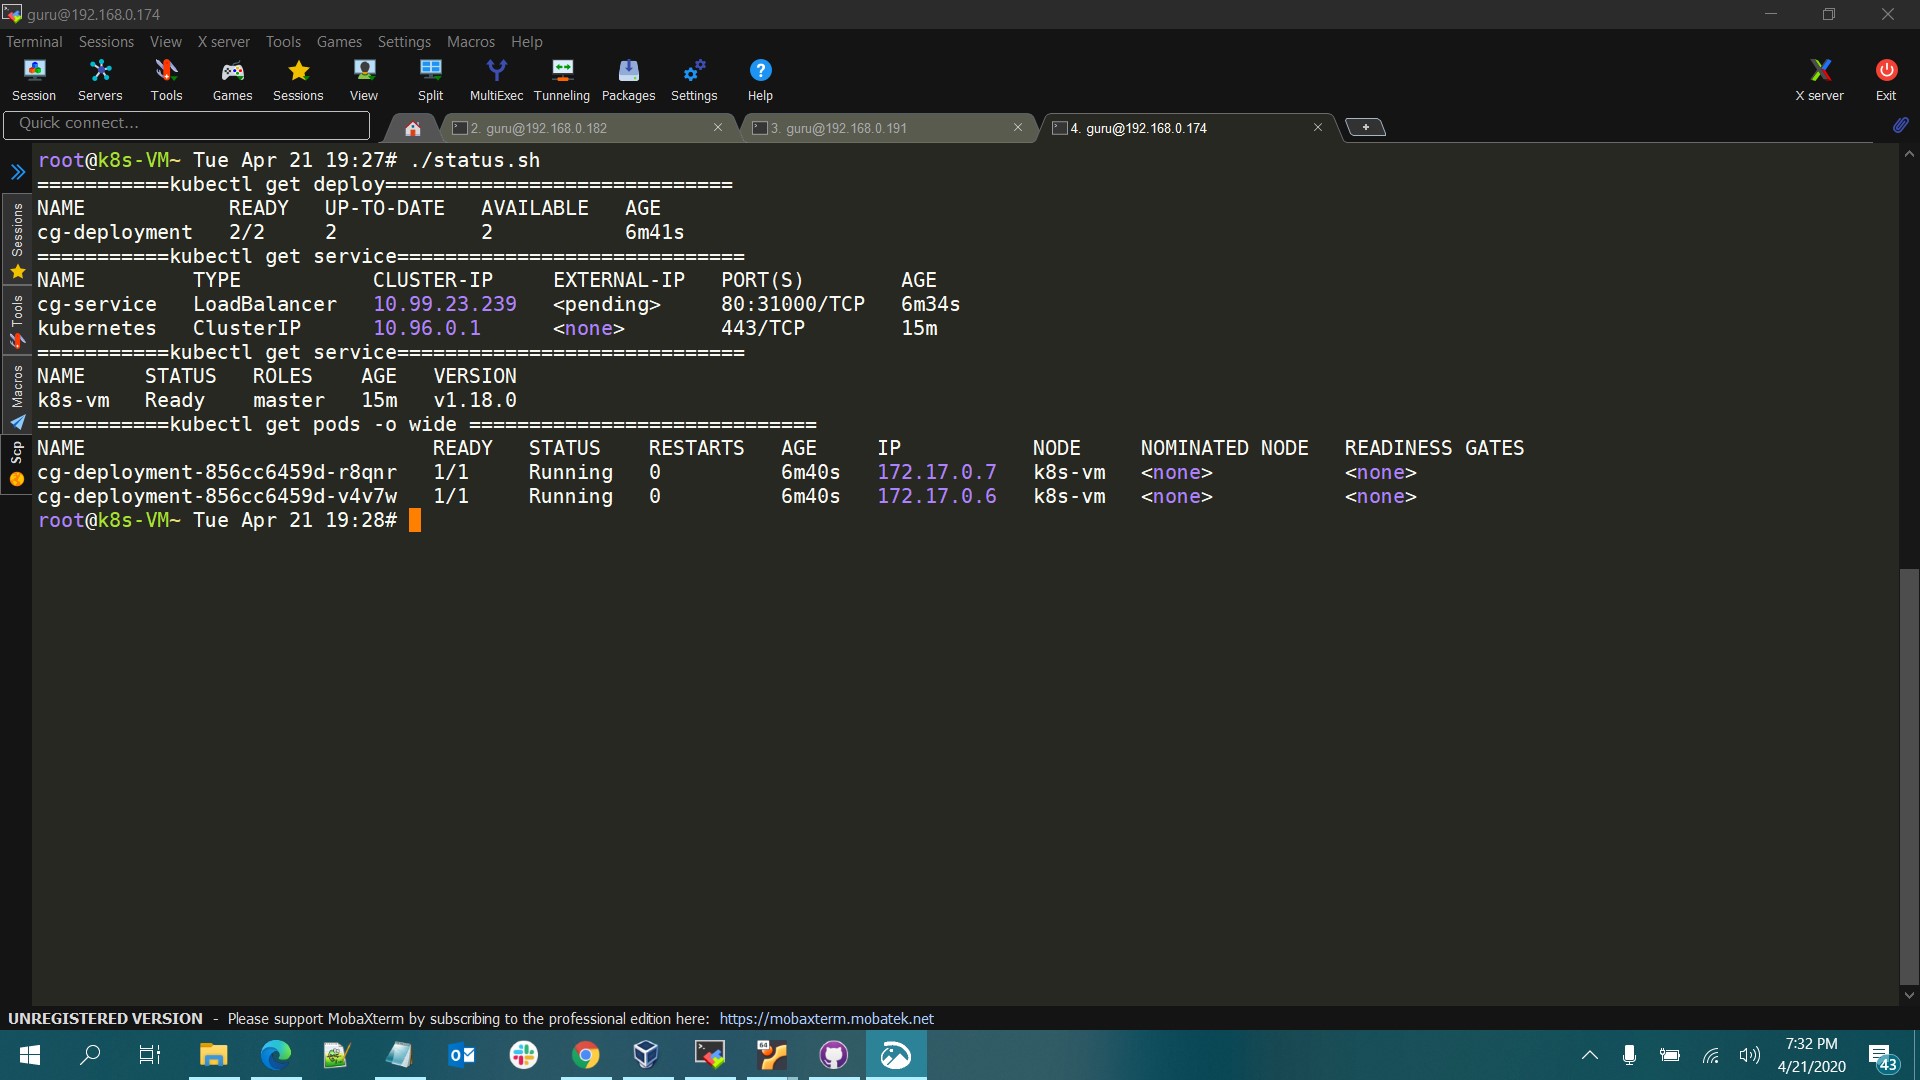 guru@192.168.0.174
Terminal Sessions View X server Tools Games Settings Macros Help
Session Servers Tools Games Sessions View Split MultiExec Tunneling Packages Settings Help X server Exit
Quick connect... 2. guru@192.168.0.182 3. guru@192.168.0.191 4. guru@192.168.0.174
Sessions
Tools
Macros
Scp
root@k8s-VM~ Tue Apr 21 19:27# ./status.sh
===========kubectl get deploy=============================
NAME            READY   UP-TO-DATE   AVAILABLE   AGE
cg-deployment   2/2     2            2           6m41s
===========kubectl get service=============================
NAME         TYPE           CLUSTER-IP     EXTERNAL-IP   PORT(S)        AGE
cg-service   LoadBalancer   10.99.23.239   <pending>     80:31000/TCP   6m34s
kubernetes   ClusterIP      10.96.0.1      <none>        443/TCP        15m
===========kubectl get service=============================
NAME     STATUS   ROLES    AGE   VERSION
k8s-vm   Ready    master   15m   v1.18.0
===========kubectl get pods -o wide =============================
NAME                             READY   STATUS    RESTARTS   AGE     IP           NODE     NOMINATED NODE   READINESS GATES
cg-deployment-856cc6459d-r8qnr   1/1     Running   0          6m40s   172.17.0.7   k8s-vm   <none>           <none>
cg-deployment-856cc6459d-v4v7w   1/1     Running   0          6m40s   172.17.0.6   k8s-vm   <none>           <none>
root@k8s-VM~ Tue Apr 21 19:28#
UNREGISTERED VERSION - Please support MobaXterm by subscribing to the professional edition here: https://mobaxterm.mobatek.net
7:32 PM
4/21/2020
43